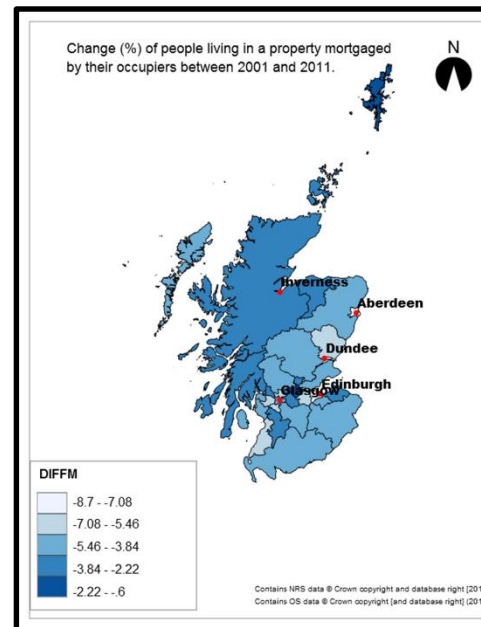 Change (%) of people living in a property mortgaged
by their occupiers between 2001 and 2011.
N
Inverness
Aberdeen
Dundee
Edinburgh
Glasgow
DIFFM
-8.7 - -7.08
-7.08 - -5.46
-5.46 - -3.84
-3.84 - -2.22
-2.22 - -.6
Contains NRS data © Crown copyright and database right [201
Contains OS data © Crown copyright [and database right] (201